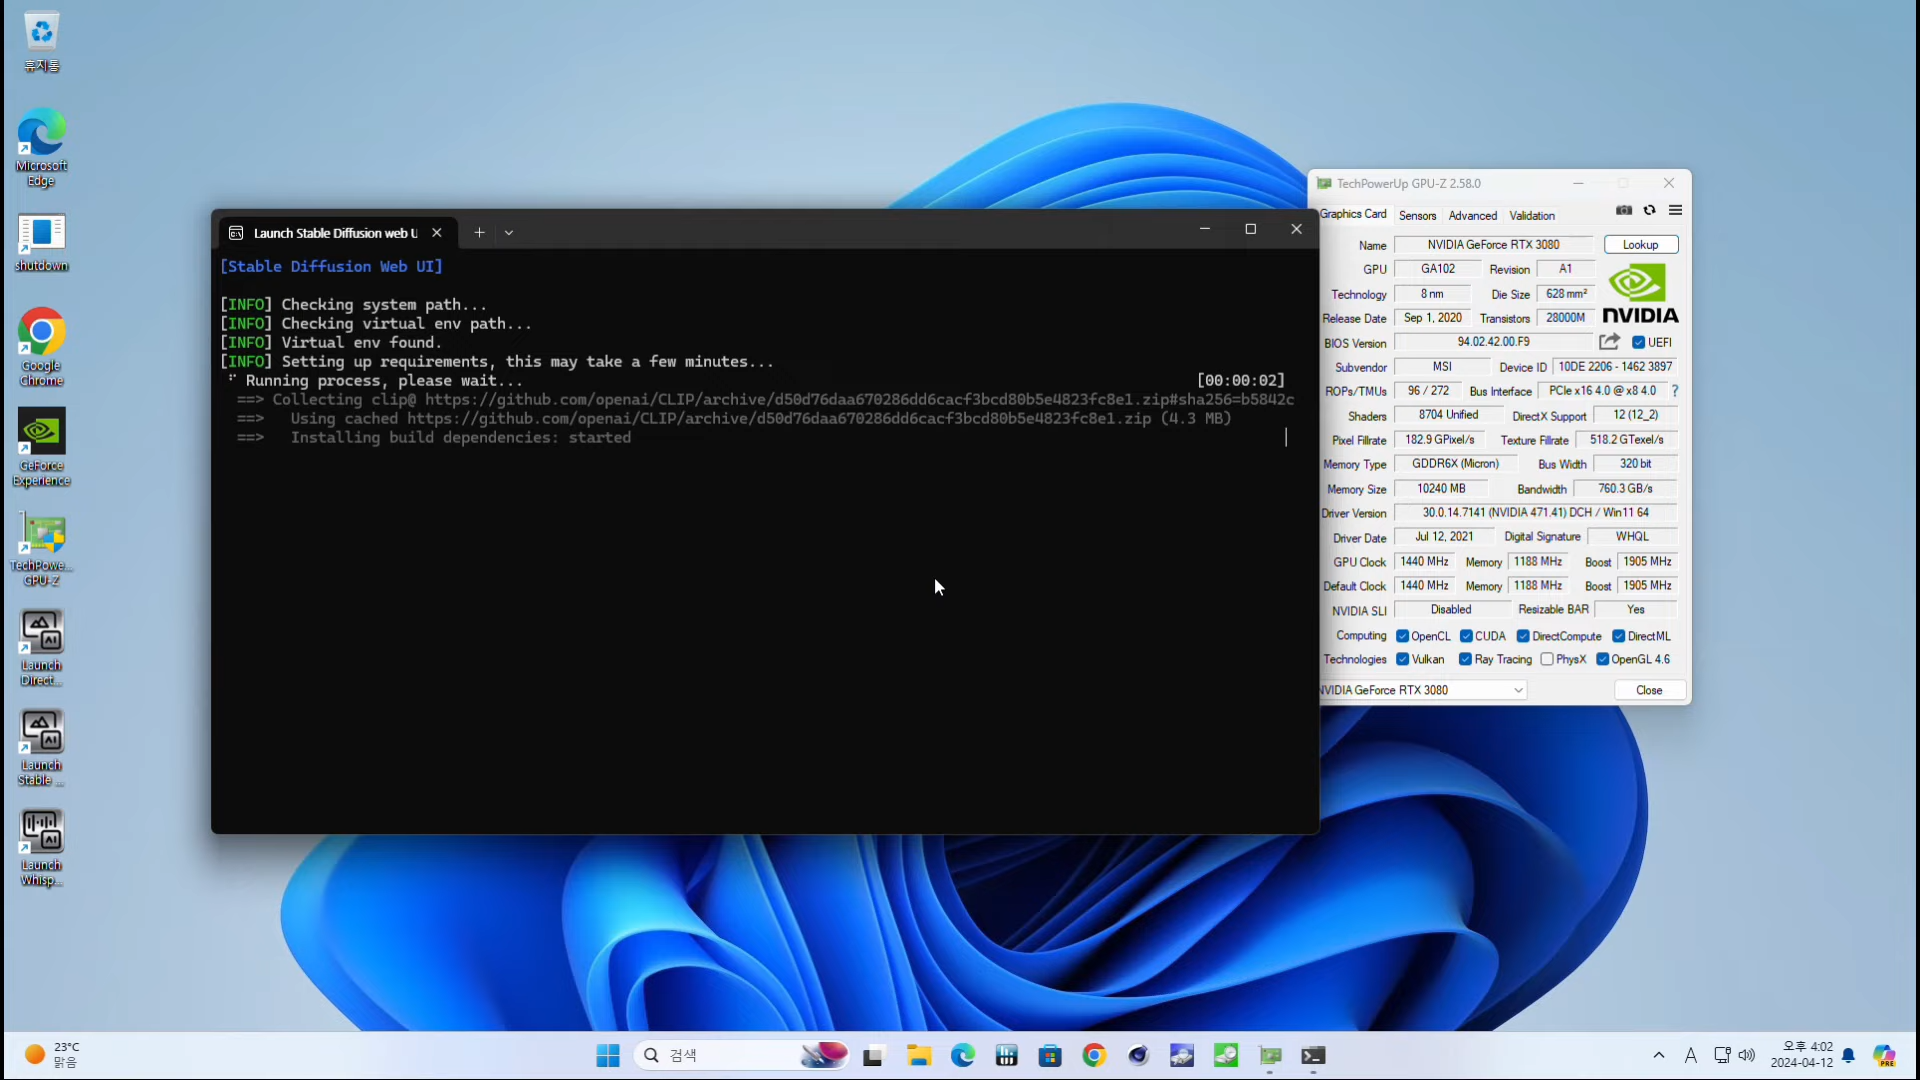 휴지통
Microsoft
Edge
shutdown
Google
Chrome
GeForce
Experience
TechPowe...
GPU-Z
Launch
Direct...
Launch
Stable ...
Launch
Whisp...
Launch Stable Diffusion web U
[Stable Diffusion Web UI]
[INFO] Checking system path...
[INFO] Checking virtual env path...
[INFO] Virtual env found.
[INFO] Setting up requirements, this may take a few minutes...
Running process, please wait... [00:00:02]
==> Collecting clip@ https://github.com/openai/CLIP/archive/d50d76daa670286dd6cacf3bcd80b5e4823fc8e1.zip#sha256=b5842c
==> Using cached https://github.com/openai/CLIP/archive/d50d76daa670286dd6cacf3bcd80b5e4823fc8e1.zip (4.3 MB)
==> Installing build dependencies: started
TechPowerUp GPU-Z 2.58.0
Graphics Card Sensors Advanced Validation
Name NVIDIA GeForce RTX 3080 Lookup
GPU GA102 Revision A1
Technology 8 nm Die Size 628 mm²
NVIDIA
Release Date Sep 1, 2020 Transistors 28000M
BIOS Version 94.02.42.00.F9 UEFI
Subvendor MSI Device ID 10DE 2206 - 1462 3897
ROPs/TMUs 96 / 272 Bus Interface PCIe x16 4.0 @ x8 4.0 ?
Shaders 8704 Unified DirectX Support 12 (12_2)
Pixel Fillrate 182.9 GPixel/s Texture Fillrate 518.2 GTexel/s
Memory Type GDDR6X (Micron) Bus Width 320 bit
Memory Size 10240 MB Bandwidth 760.3 GB/s
Driver Version 30.0.14.7141 (NVIDIA 471.41) DCH / Win11 64
Driver Date Jul 12, 2021 Digital Signature WHQL
GPU Clock 1440 MHz Memory 1188 MHz Boost 1905 MHz
Default Clock 1440 MHz Memory 1188 MHz Boost 1905 MHz
NVIDIA SLI Disabled Resizable BAR Yes
Computing OpenCL CUDA DirectCompute DirectML
Technologies Vulkan Ray Tracing PhysX OpenGL 4.6
NVIDIA GeForce RTX 3080 Close
23°C
맑음
검색
A
오후 4:02
2024-04-12
PRE